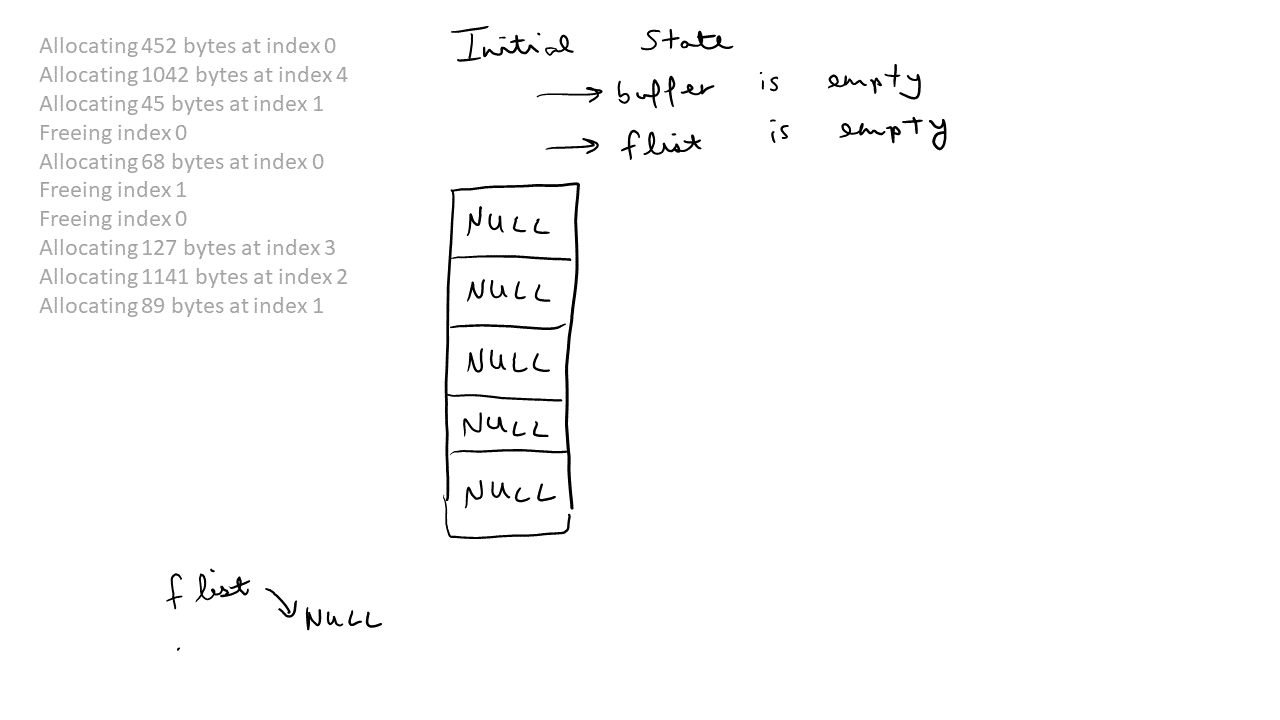 Allocating 452 bytes at index 0
Allocating 1042 bytes at index 4
Allocating 45 bytes at index 1
Freeing index 0
Allocating 68 bytes at index 0
Freeing index 1
Freeing index 0
Allocating 127 bytes at index 3
Allocating 1141 bytes at index 2
Allocating 89 bytes at index 1
Initial State
→ buffer is empty
→ flist is empty
NULL
NULL
NULL
NULL
NULL
flist
NULL